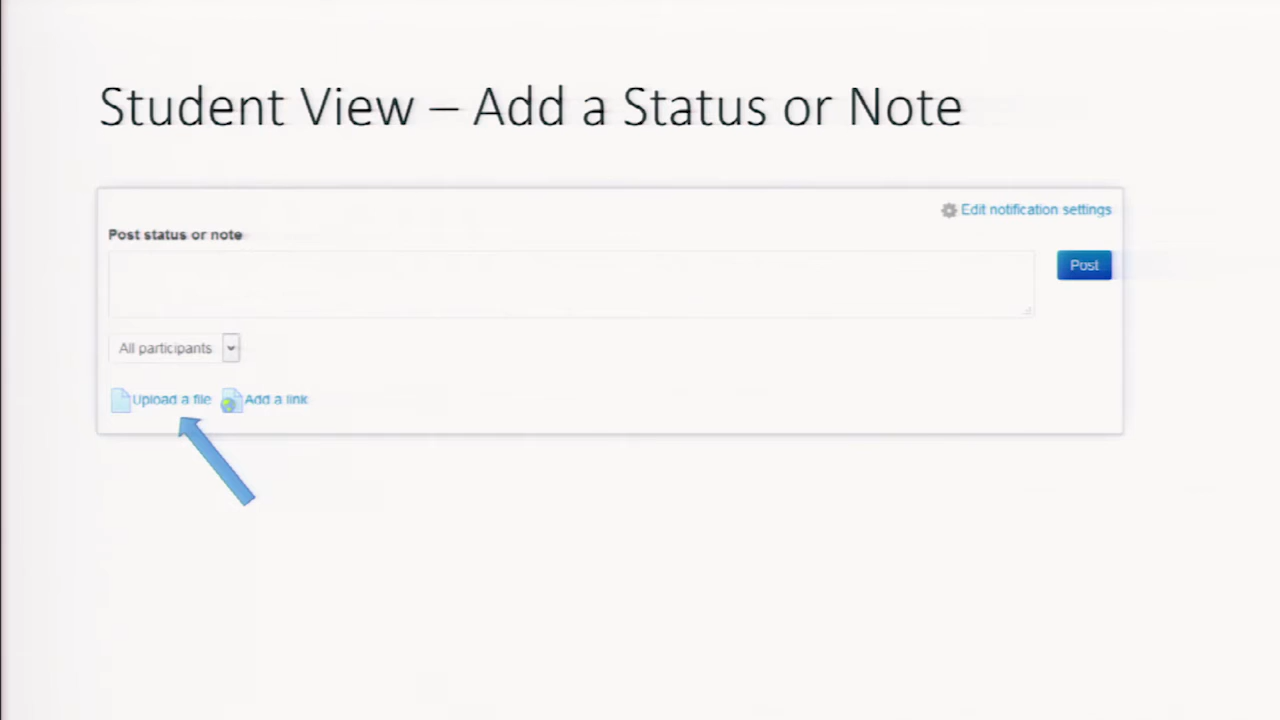 Student View – Add a Status or Note
Edit notification settings
Post status or note
Post
All participants
Upload a file Add a link